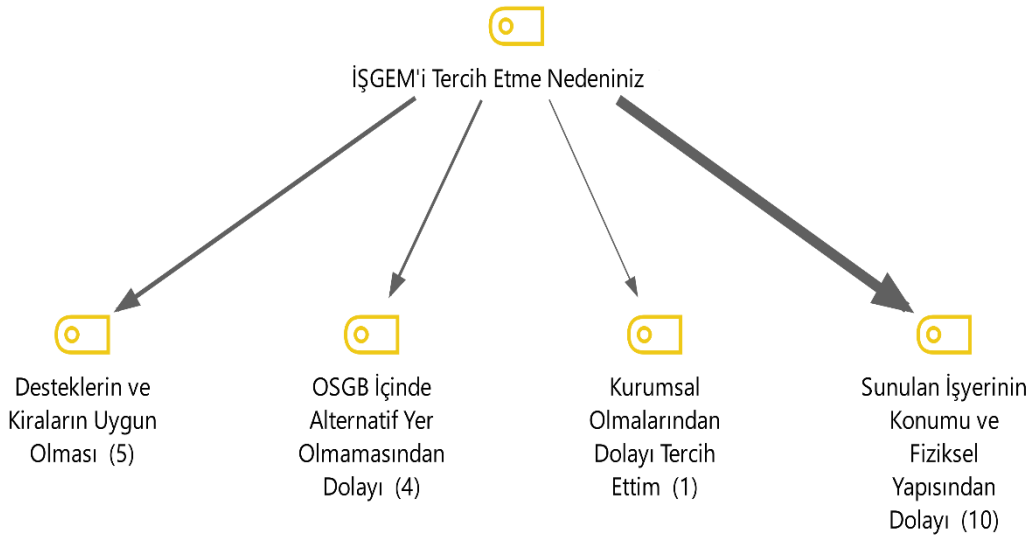 İŞGEM'i Tercih Etme Nedeniniz
Desteklerin ve
Kiraların Uygun
Olması (5)
OSGB İçinde
Alternatif Yer
Olmamasından
Dolayı (4)
Kurumsal
Olmalarından
Dolayı Tercih
Ettim (1)
Sunulan İşyerinin
Konumu ve
Fiziksel
Yapısından
Dolayı (10)